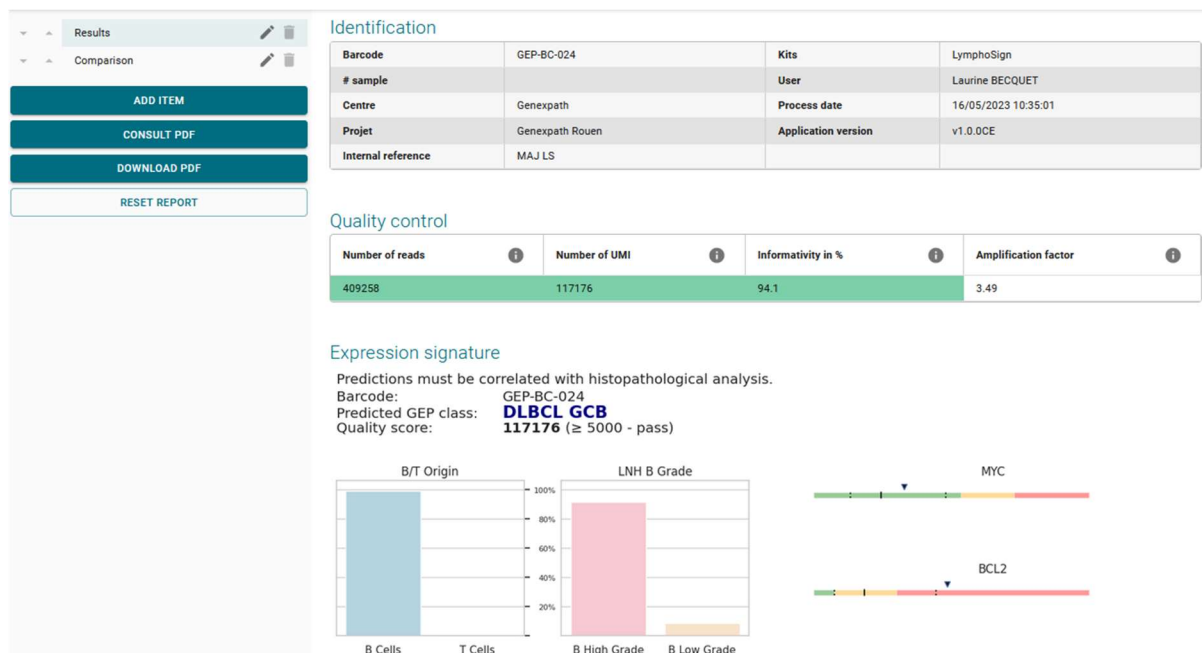 Results
Comparison
ADD ITEM
CONSULT PDF
DOWNLOAD PDF
RESET REPORT
Identification
Barcode GEP-BC-024 Kits LymphoSign
# sample User Laurine BECQUET
Centre Genexpath Process date 16/05/2023 10:35:01
Projet Genexpath Rouen Application version v1.0.0CE
Internal reference MAJ LS
Quality control
Number of reads Number of UMI Informativity in % Amplification factor
409258 117176 94.1 3.49
Expression signature
Predictions must be correlated with histopathological analysis.
Barcode: GEP-BC-024
Predicted GEP class: DLBCL GCB
Quality score: 117176 (≥ 5000 - pass)
B/T Origin LNH B Grade MYC
100%
80%
60%
BCL2
40%
20%
B Cells T Cells B High Grade B Low Grade